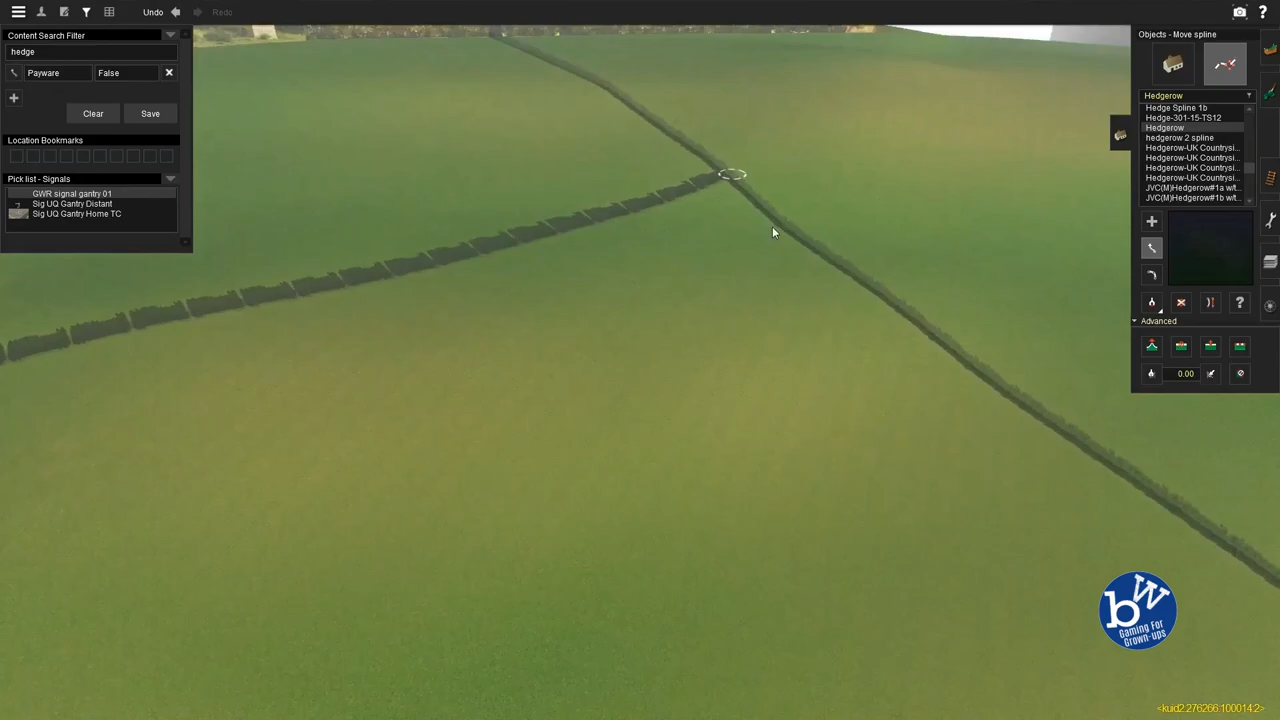 Undo
Redo
Content Search Filter
hedge
Payware
False
Clear
Save
Location Bookmarks
Pick list - Signals
GWR signal gantry 01
Sig UQ Gantry Distant
Sig UQ Gantry Home TC
Objects - Move spline
Hedgerow
Hedge Spline 1b
Hedge-301-15-TS12
Hedgerow
hedgerow 2 spline
Hedgerow-UK Countrysi...
Hedgerow-UK Countrysi...
Hedgerow-UK Countrysi...
Hedgerow-UK Countrysi...
JVC(M)Hedgerow#1a w/t...
JVC(M)Hedgerow#1b w/t...
Advanced
0.00
bW
Gaming For
Grown-ups
<kuid2:276266:100014:2>